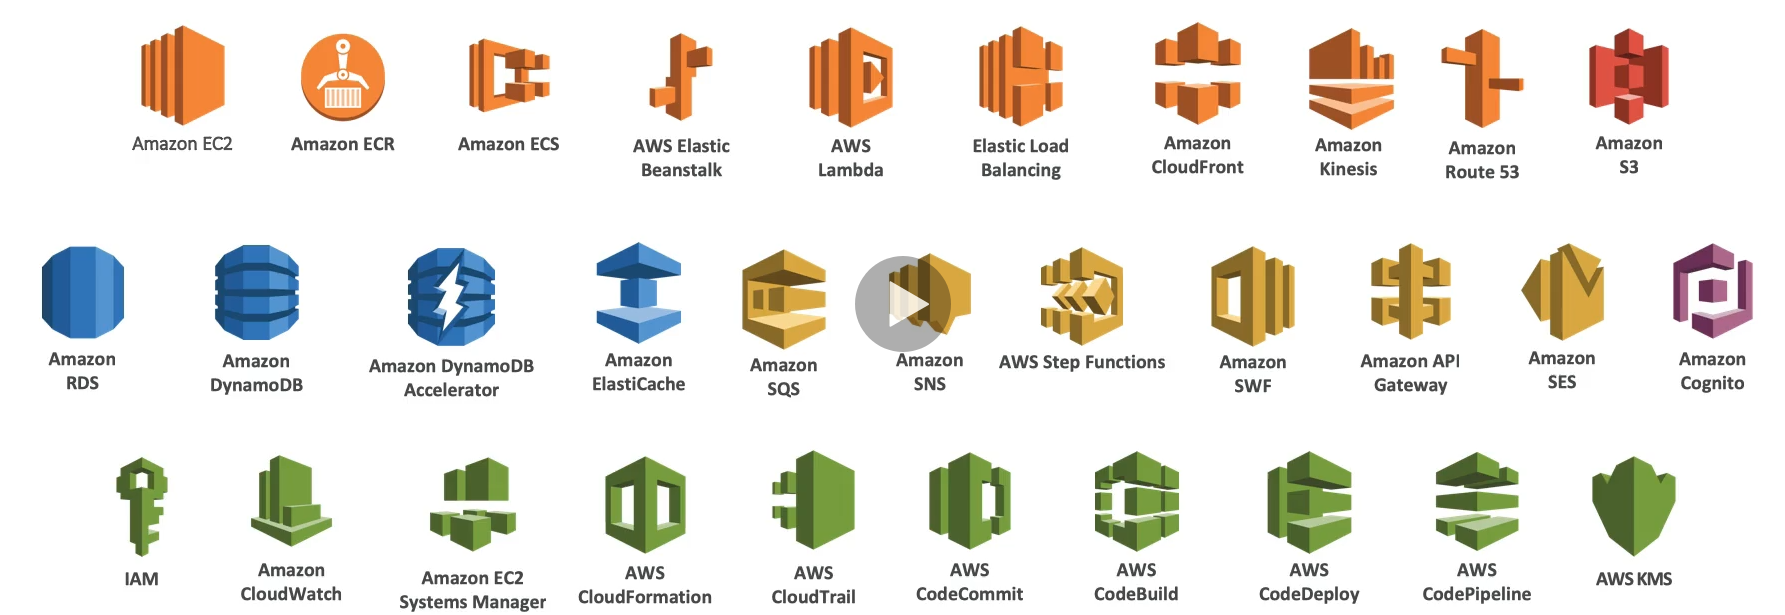 Amazon EC2
Amazon ECR
Amazon ECS
AWS Elastic
Beanstalk
AWS
Lambda
Elastic Load
Balancing
Amazon
CloudFront
Amazon
Kinesis
Amazon
Route 53
Amazon
S3
Amazon
RDS
Amazon
DynamoDB
Amazon DynamoDB
Accelerator
Amazon
ElastiCache
Amazon
SQS
Amazon
SNS
AWS Step Functions
Amazon
SWF
Amazon API
Gateway
Amazon
SES
Amazon
Cognito
IAM
Amazon
CloudWatch
Amazon EC2
Systems Manager
AWS
CloudFormation
AWS
CloudTrail
AWS
CodeCommit
AWS
CodeBuild
AWS
CodeDeploy
AWS
CodePipeline
AWS KMS